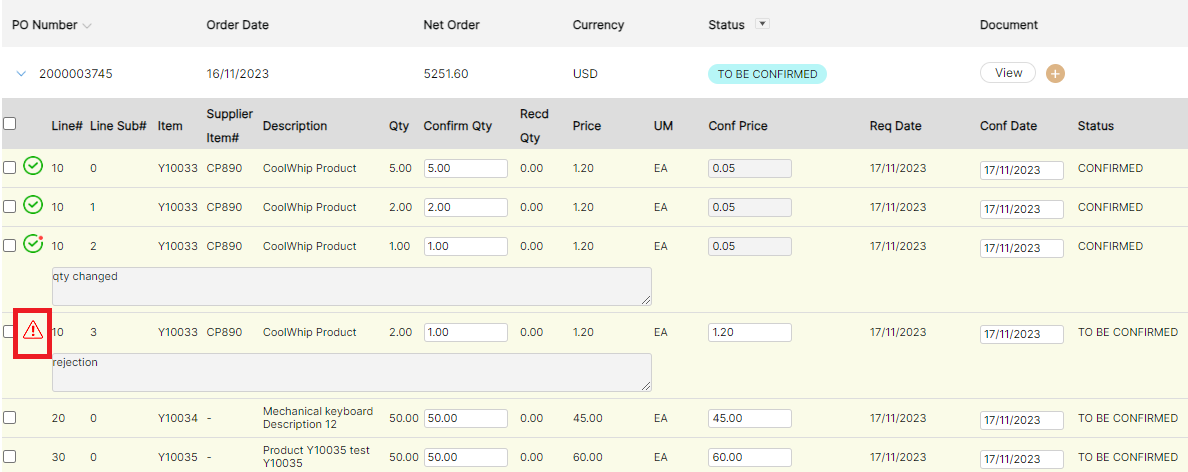 PO Number Order Date Net Order Currency Status Document
2000003745 16/11/2023 5251.60 USD TO BE CONFIRMED View +
Line# Line Sub# Item Supplier Item# Description Qty Confirm Qty Recd Qty Price UM Conf Price Req Date Conf Date Status
10 0 Y10033 CP890 CoolWhip Product 5.00 5.00 0.00 1.20 EA 0.05 17/11/2023 17/11/2023 CONFIRMED
10 1 Y10033 CP890 CoolWhip Product 2.00 2.00 0.00 1.20 EA 0.05 17/11/2023 17/11/2023 CONFIRMED
10 2 Y10033 CP890 CoolWhip Product 1.00 1.00 0.00 1.20 EA 0.05 17/11/2023 17/11/2023 CONFIRMED
qty changed
10 3 Y10033 CP890 CoolWhip Product 2.00 1.00 0.00 1.20 EA 1.20 17/11/2023 17/11/2023 TO BE CONFIRMED
rejection
20 0 Y10034 - Mechanical keyboard Description 12 50.00 50.00 0.00 45.00 EA 45.00 17/11/2023 17/11/2023 TO BE CONFIRMED
30 0 Y10035 - Product Y10035 test Y10035 50.00 50.00 0.00 60.00 EA 60.00 17/11/2023 17/11/2023 TO BE CONFIRMED